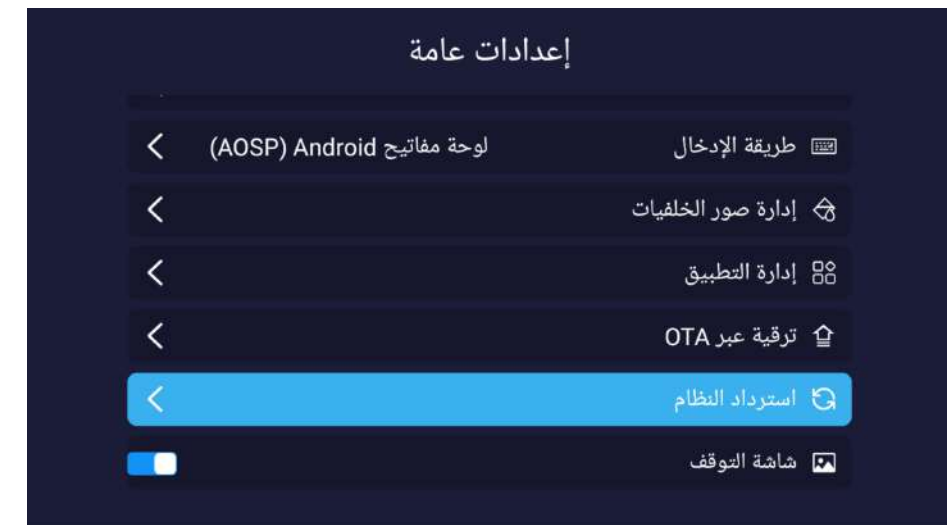 إعدادات عامة
طريقة الإدخال لوحة مفاتيح Android (AOSP)
إدارة صور الخلفيات
إدارة التطبيق
ترقية عبر OTA
استرداد النظام
شاشة التوقف